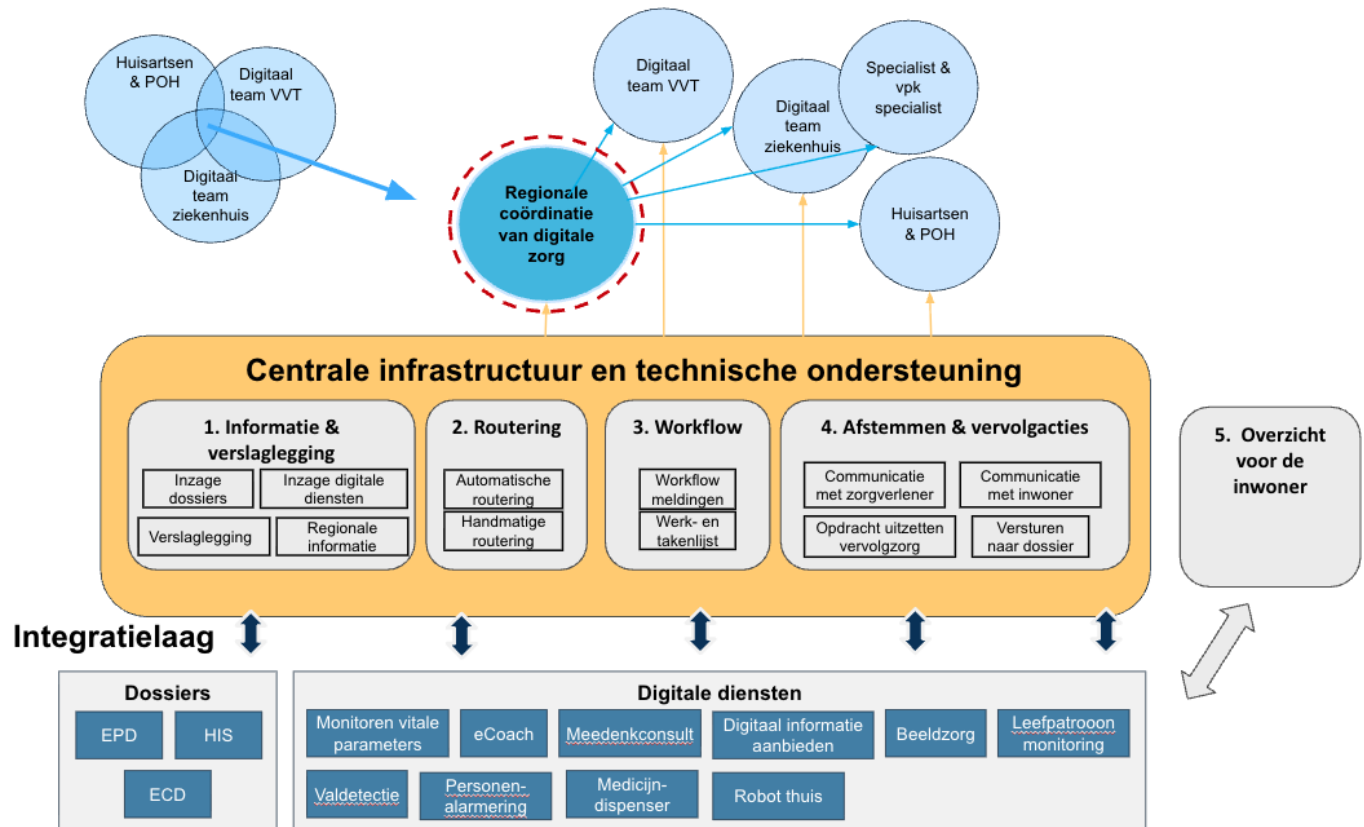 Huisartsen
& POH
Digitaal
team VVT
Digitaal
team
ziekenhuis
Digitaal
team VVT
Digitaal
team
ziekenhuis
Specialist &
vpk
specialist
Huisartsen
& POH
Regionale
coördinatie
van digitale
zorg
Centrale infrastructuur en technische ondersteuning
1. Informatie &
verslaglegging
Inzage
dossiers
Inzage digitale
diensten
Verslaglegging
Regionale
informatie
2. Routering
Automatische
routering
Handmatige
routering
3. Workflow
Workflow
meldingen
Werk- en
takenlijst
4. Afstemmen & vervolgacties
Communicatie
met zorgverlener
Communicatie
met inwoner
Opdracht uitzetten
vervolgzorg
Versturen
naar dossier
5. Overzicht
voor de
inwoner
Integratielaag
Dossiers
EPD
HIS
ECD
Digitale diensten
Monitoren vitale
parameters
eCoach
Meedenkconsult
Digitaal informatie
aanbieden
Beeldzorg
Leefpatrooon
monitoring
Valdetectie
Personen-
alarmering
Medicijn-
dispenser
Robot thuis